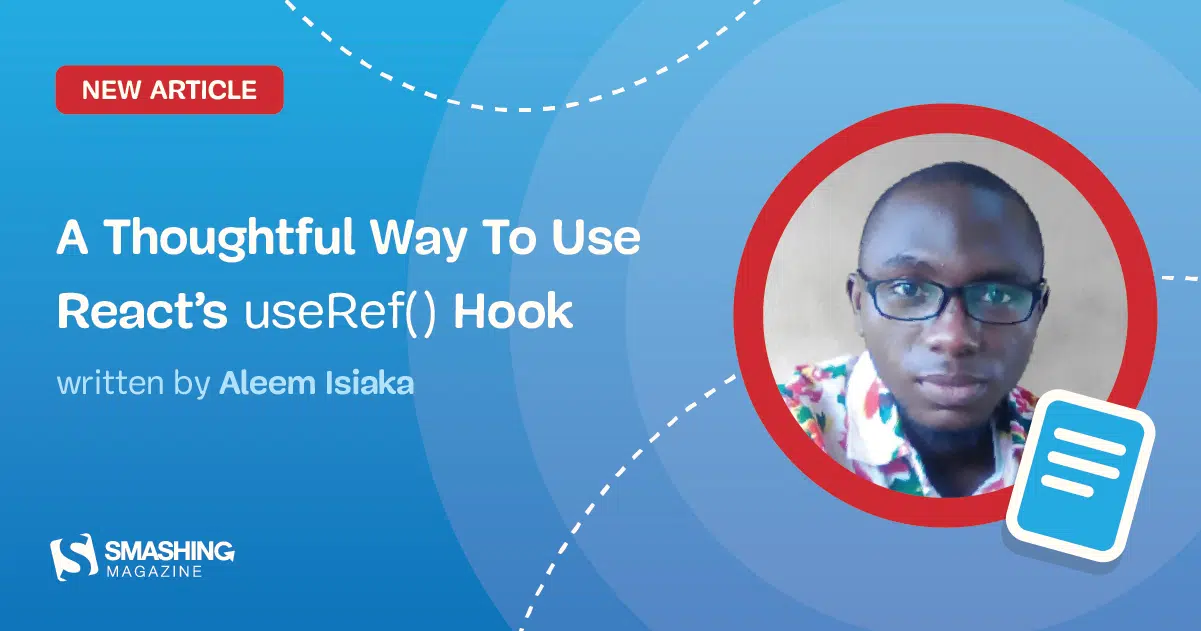 NEW ARTICLE
A Thoughtful Way To Use
React’s useRef() Hook
written by Aleem Isiaka
SMASHING
MAGAZINE